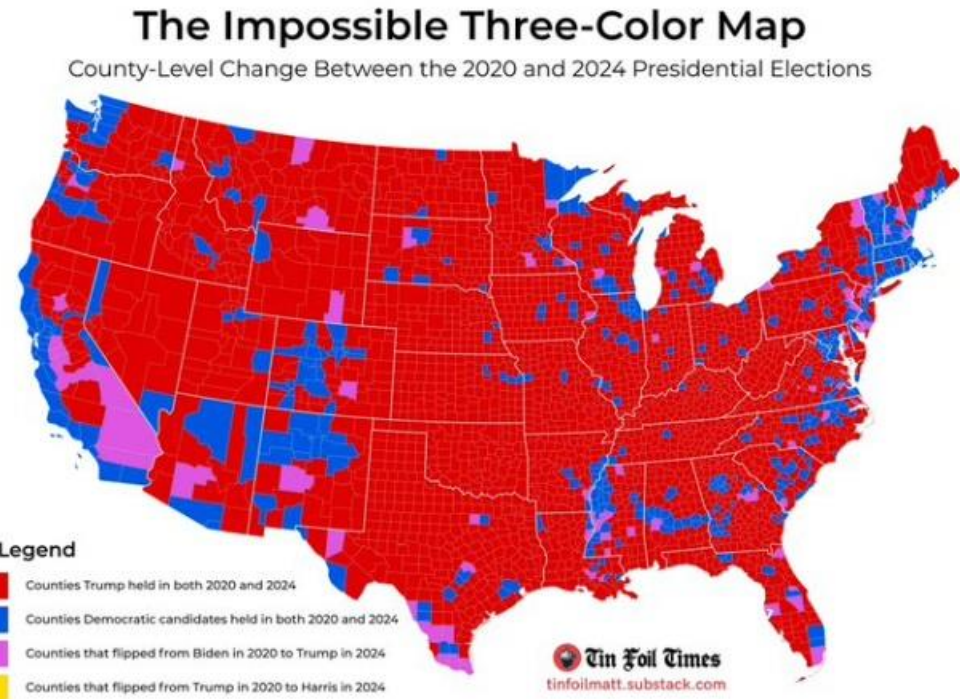 The Impossible Three-Color Map
County-Level Change Between the 2020 and 2024 Presidential Elections
Legend
Counties Trump held in both 2020 and 2024
Counties Democratic candidates held in both 2020 and 2024
Counties that flipped from Biden in 2020 to Trump in 2024
Counties that flipped from Trump in 2020 to Harris in 2024
Tin Foil Times
tinfoilmatt.substack.com